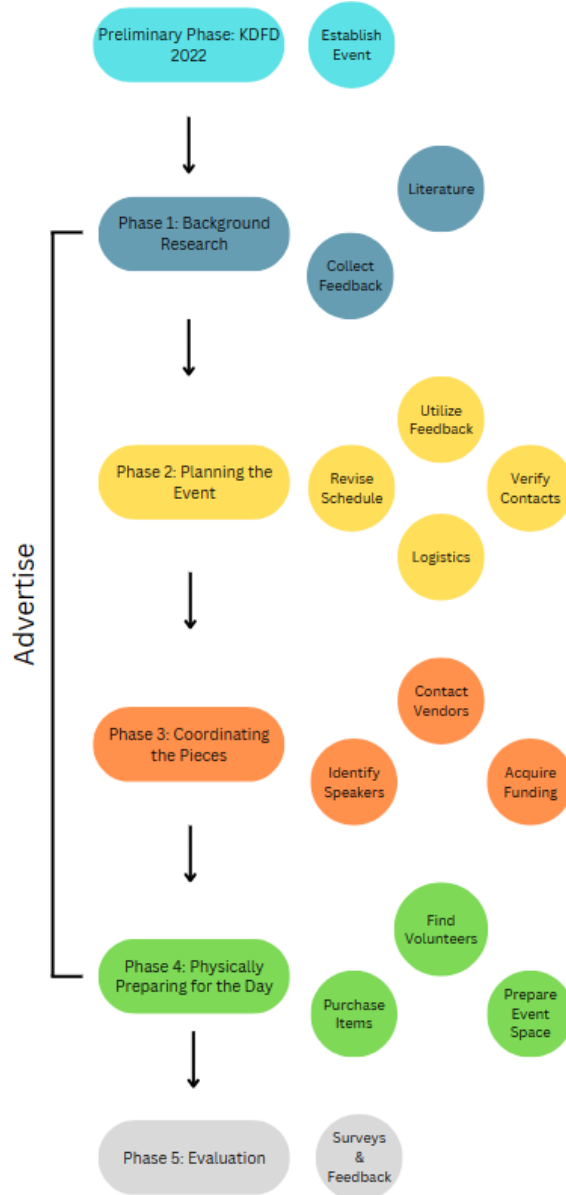 Preliminary Phase: KDFD
2022
Establish
Event
Literature
Phase 1: Background
Research
Collect
Feedback
Utilize
Feedback
Phase 2: Planning the
Event
Revise
Schedule
Verify
Contacts
Logistics
Advertise
Contact
Vendors
Phase 3: Coordinating
the Pieces
Identify
Speakers
Acquire
Funding
Find
Volunteers
Phase 4: Physically
Preparing for the Day
Purchase
Items
Prepare
Event
Space
Phase 5: Evaluation
Surveys
&
Feedback